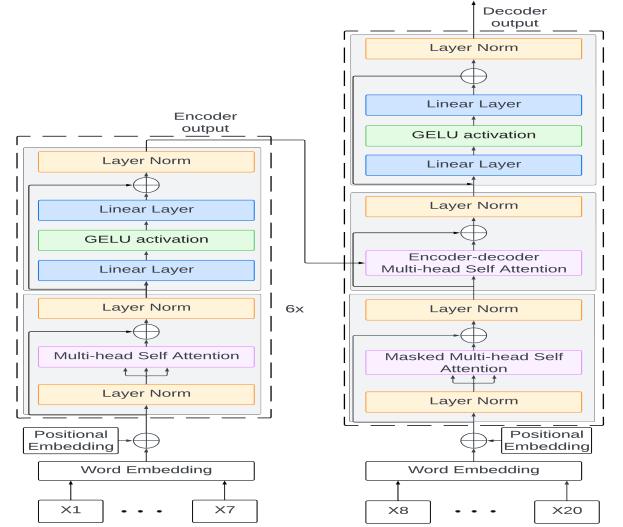 Decoder
output
Layer Norm
Linear Layer
GELU activation
Linear Layer
Layer Norm
Encoder-decoder
Multi-head Self Attention
Layer Norm
Masked Multi-head Self
Attention
Layer Norm
Positional
Embedding
Word Embedding
X8
• • •
X20
Encoder
output
Layer Norm
Linear Layer
GELU activation
Linear Layer
Layer Norm
6x
Multi-head Self Attention
Layer Norm
Positional
Embedding
Word Embedding
X1
• • •
X7